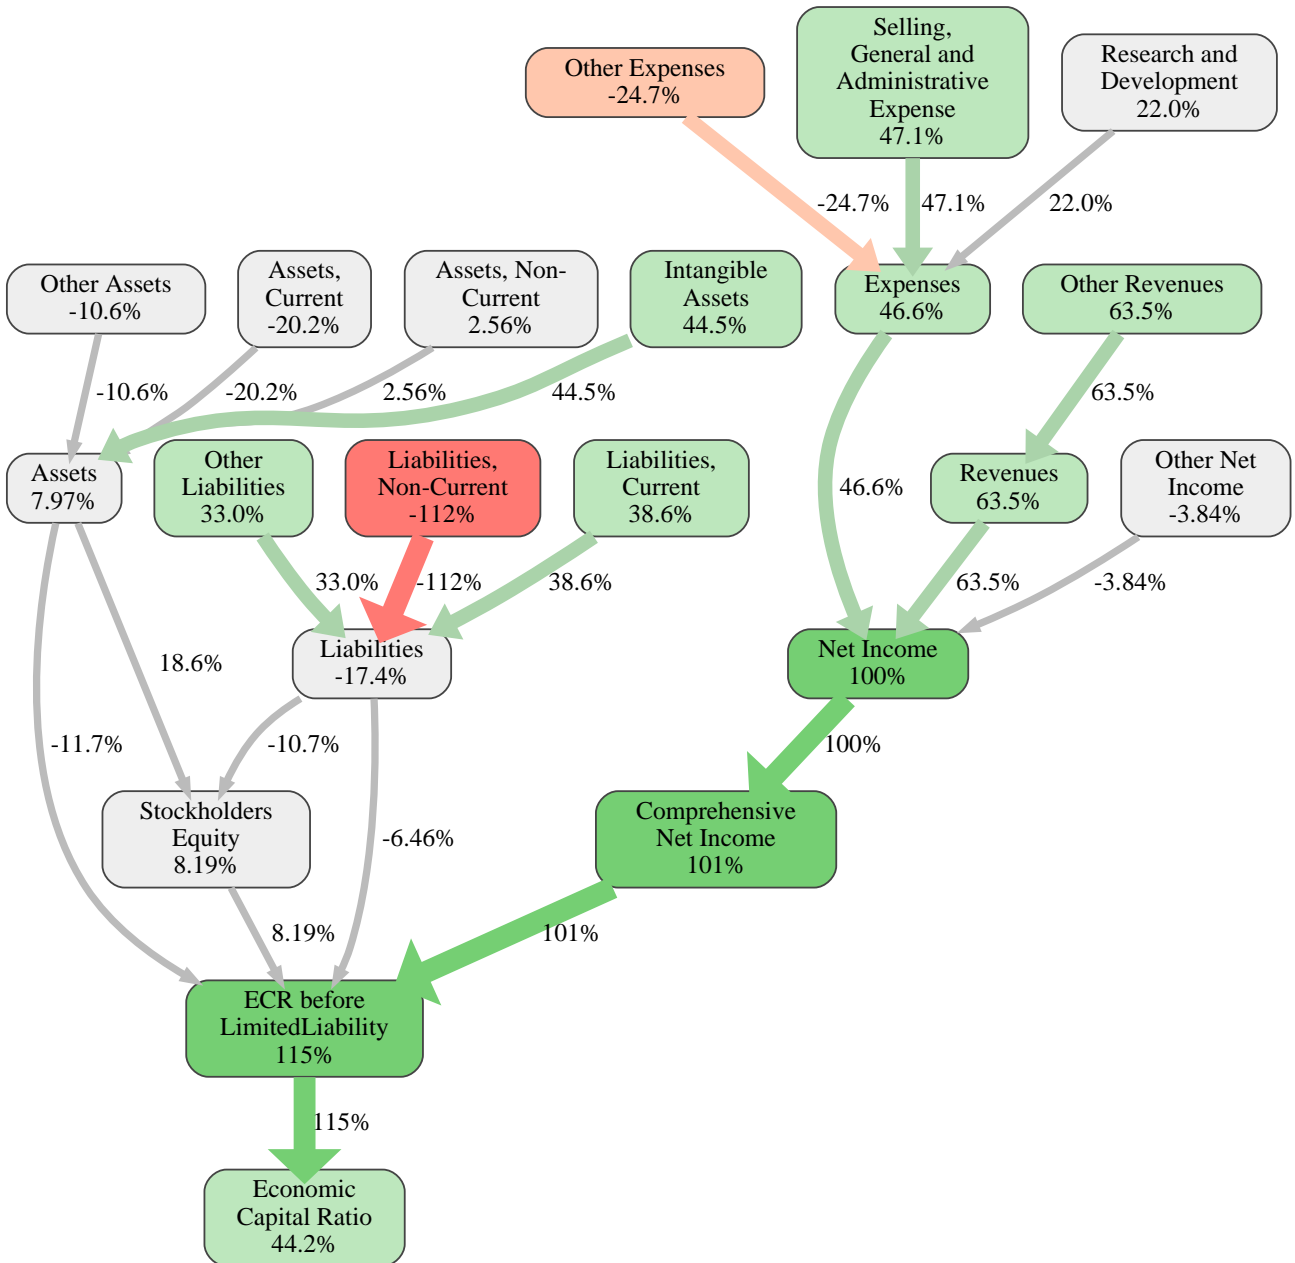 Other Expenses
-24.7%
Selling,
General and
Administrative
Expense
47.1%
Research and
Development
22.0%
-24.7%
47.1%
22.0%
Other Assets
-10.6%
Assets,
Current
-20.2%
Assets, Non-
Current
2.56%
Intangible
Assets
44.5%
Expenses
46.6%
Other Revenues
63.5%
-10.6%
-20.2%
2.56%
44.5%
63.5%
Assets
7.97%
Other
Liabilities
33.0%
Liabilities,
Non-Current
-112%
Liabilities,
Current
38.6%
46.6%
Revenues
63.5%
Other Net
Income
-3.84%
33.0%
-112%
38.6%
63.5%
-3.84%
18.6%
Liabilities
-17.4%
Net Income
100%
-11.7%
-10.7%
100%
Stockholders
Equity
8.19%
-6.46%
Comprehensive
Net Income
101%
8.19%
101%
ECR before
LimitedLiability
115%
115%
Economic
Capital Ratio
44.2%